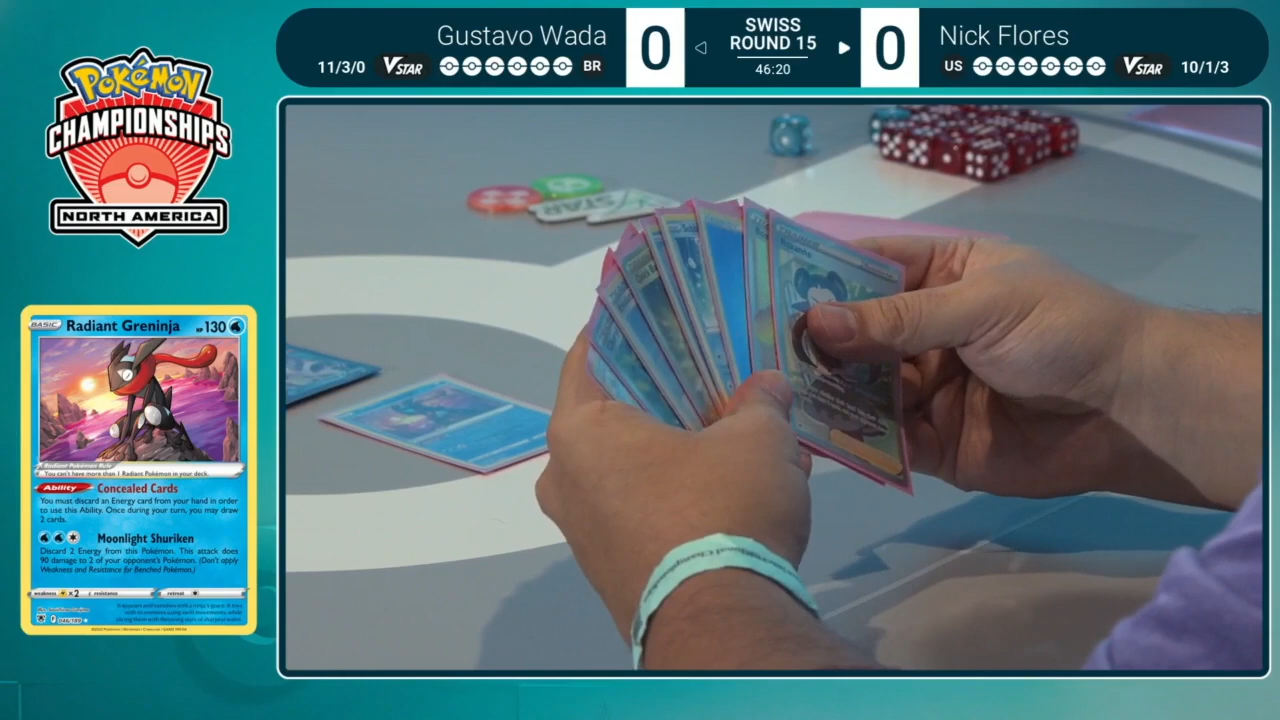 Gustavo Wada
11/3/0 VSTAR BR
0
SWISS
ROUND 15
46:20
0
Nick Flores
US VSTAR 10/1/3
Pokémon
CHAMPIONSHIPS
NORTH AMERICA
BASIC Radiant Greninja HP 130
Radiant Pokémon Rule
You can't have more than 1 Radiant Pokémon in your deck.
Ability Concealed Cards
You must discard an Energy card from your hand in order
to use this Ability. Once during your turn, you may draw
2 cards.
Moonlight Shuriken
Discard 2 Energy from this Pokémon. This attack does
90 damage to 2 of your opponent's Pokémon. (Don't apply
Weakness and Resistance for Benched Pokémon.)
weakness ×2 resistance retreat
046/189
VSTAR